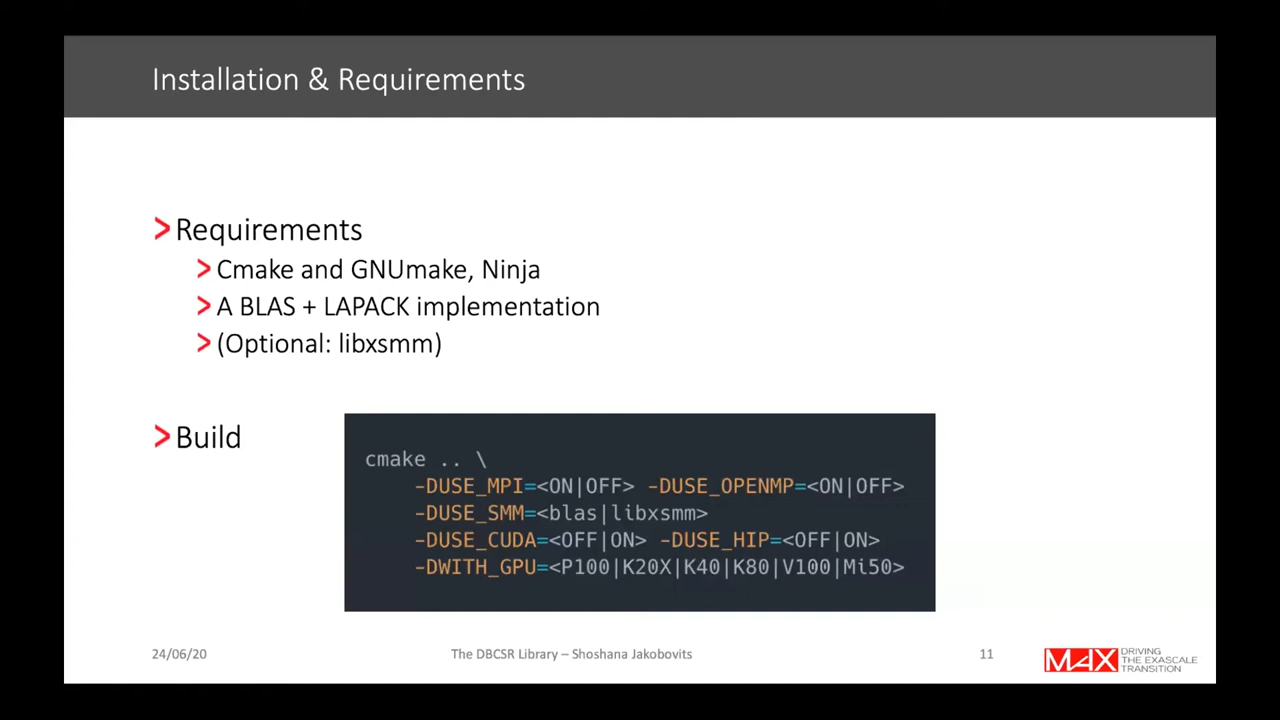 Installation & Requirements
>Requirements
>Cmake and GNUmake, Ninja
>A BLAS + LAPACK implementation
>(Optional: libxsmm)
>Build
cmake .. \
-DUSE_MPI=<ON|OFF> -DUSE_OPENMP=<ON|OFF>
-DUSE_SMM=<blas|libxsmm>
-DUSE_CUDA=<OFF|ON> -DUSE_HIP=<OFF|ON>
-DWITH_GPU=<P100|K20X|K40|K80|V100|Mi50>
24/06/20
The DBCSR Library – Shoshana Jakobovits
11
MAX
DRIVING
THE EXASCALE
TRANSITION